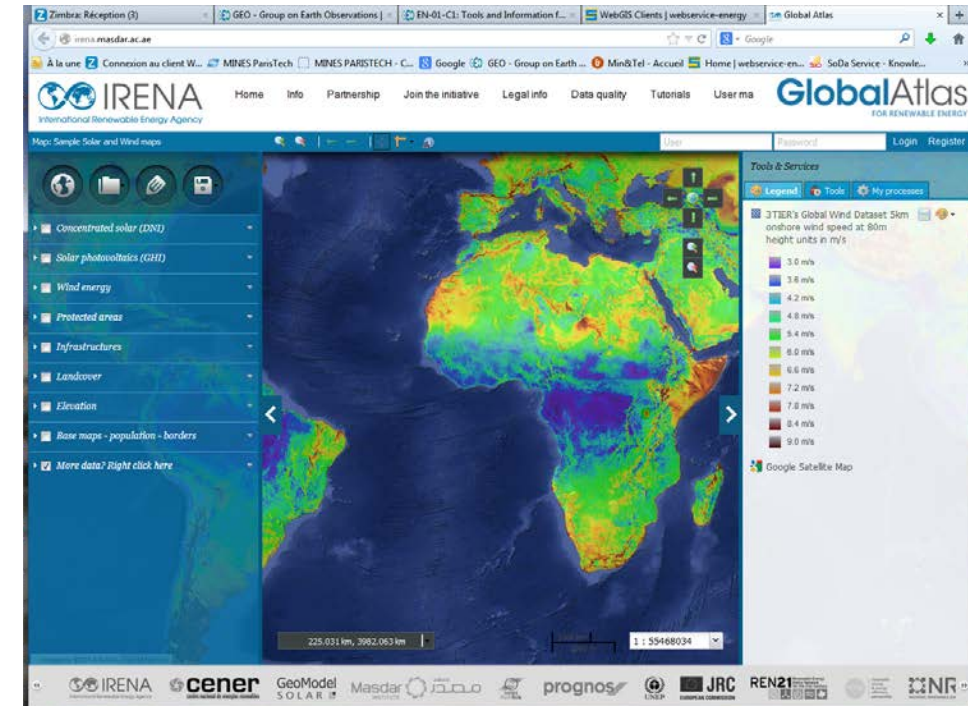 Zimbra: Réception (3)
GEO - Group on Earth Observations |
EN-01-C1: Tools and Information f...
WebGIS Clients | webservice-energy
Global Atlas
irena.masdar.ac.ae
Google
À la une
Connexion au client W...
MINES ParisTech
MINES PARISTECH - C...
Google
GEO - Group on Earth ...
Min&Tel - Accueil
Home | webservice-en...
SoDa Service - Knowle...
IRENA
International Renewable Energy Agency
Home
Info
Partnership
Join the initiative
Legal info
Data quality
Tutorials
User ma
GlobalAtlas
FOR RENEWABLE ENERGY
Map: Sample Solar and Wind maps
User
Password
Login
Register
Concentrated solar (DNI)
Solar photovoltaics (GHI)
Wind energy
Protected areas
Infrastructures
Landcover
Elevation
Base maps - population - borders
More data? Right click here
225.031 km, 3982.063 km
1 : 55468034
Tools & Services
Legend
Tools
My processes
3TIER's Global Wind Dataset 5km
onshore wind speed at 80m
height units in m/s
3.0 m/s
3.6 m/s
4.2 m/s
4.8 m/s
5.4 m/s
6.0 m/s
6.6 m/s
7.2 m/s
7.8 m/s
8.4 m/s
9.0 m/s
Google Satellite Map
IRENA
cener
GeoModel
SOLAR
Masdar
مصدر
UNEP
prognos
JRC
EUROPEAN COMMISSION
REN21
NR